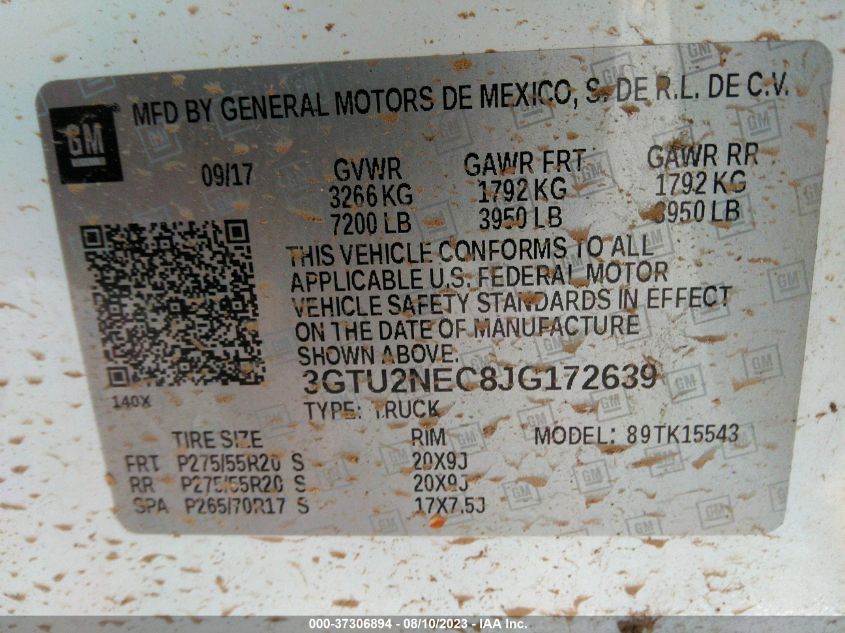 GM MFD BY GENERAL MOTORS DE MEXICO, S. DE R.L. DE C.V.
09/17 GVWR GAWR FRT GAWR RR
3266 KG 1792 KG 1792 KG
7200 LB 3950 LB 3950 LB
THIS VEHICLE CONFORMS TO ALL
APPLICABLE U.S. FEDERAL MOTOR
VEHICLE SAFETY STANDARDS IN EFFECT
ON THE DATE OF MANUFACTURE
SHOWN ABOVE.
3GTU2NEC8JG172639
140X
TYPE: TRUCK
TIRE SIZE RIM MODEL: 89TK15543
FRT P275/55R20 S 20X9J
RR P275/55R20 S 20X9J
SPA P265/70R17 S 17X7.5J
000-37306894 - 08/10/2023 - IAA, Inc.